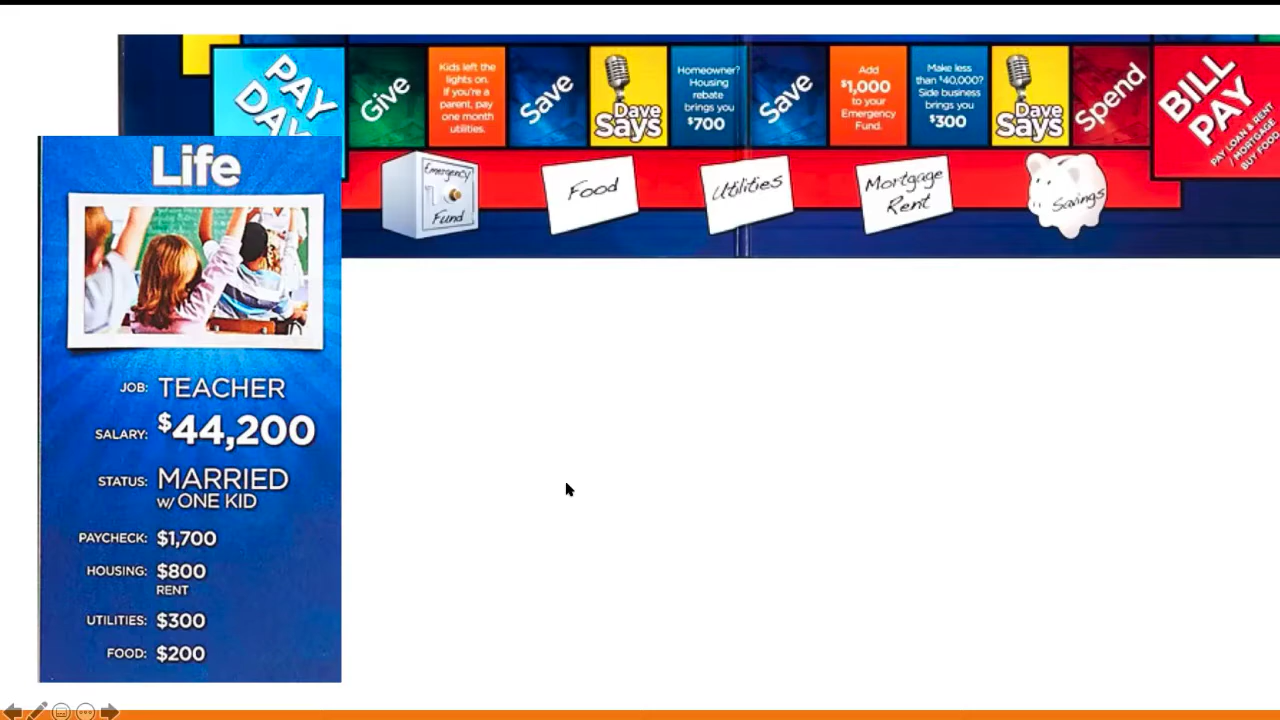 PAY
DAY
Give
Kids left the
lights on.
If you're a
parent, pay
one month
utilities.
Save
Dave
Says
Homeowner?
Housing
rebate
brings you
$700
Save
Add
$1,000
to your
Emergency
Fund.
Make less
than $40,000?
Side business
brings you
$300
Dave
Says
Spend
BILL
PAY
PAY LOAN & RENT
/ MORTGAGE
BUY FOOD
Emergency
Fund
Food
Utilities
Mortgage
Rent
Savings
Life
JOB: TEACHER
SALARY: $44,200
STATUS: MARRIED
W/ ONE KID
PAYCHECK: $1,700
HOUSING: $800
RENT
UTILITIES: $300
FOOD: $200